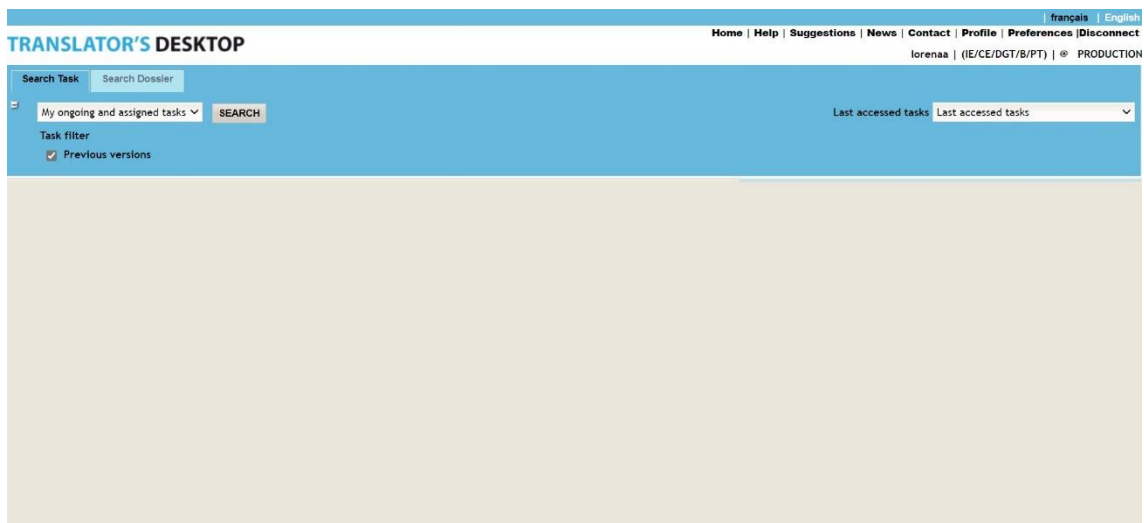 | français | English
TRANSLATOR'S DESKTOP
Home | Help | Suggestions | News | Contact | Profile | Preferences |Disconnect
lorenaa | (IE/CE/DGT/B/PT) | @ PRODUCTION
Search Task Search Dossier
My ongoing and assigned tasks SEARCH Last accessed tasks Last accessed tasks
Task filter
Previous versions